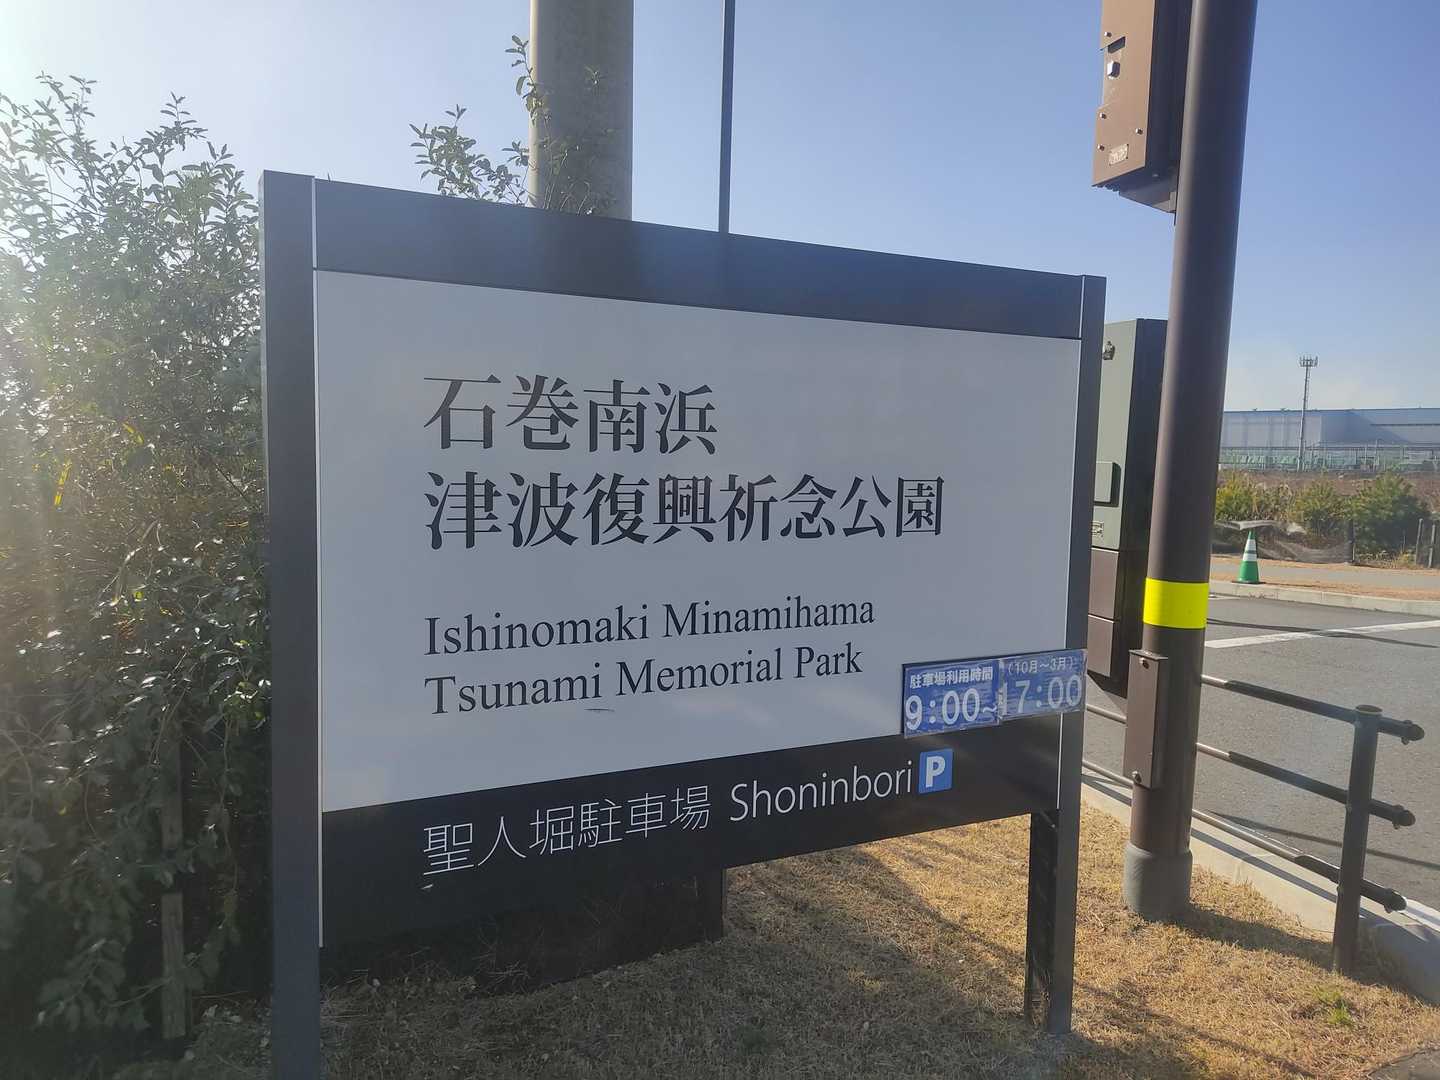 石巻南浜
津波復興祈念公園
Ishinomaki Minamihama
Tsunami Memorial Park
駐車場利用時間 (10月～3月)
9:00~17:00
聖人堀駐車場 Shoninbori P